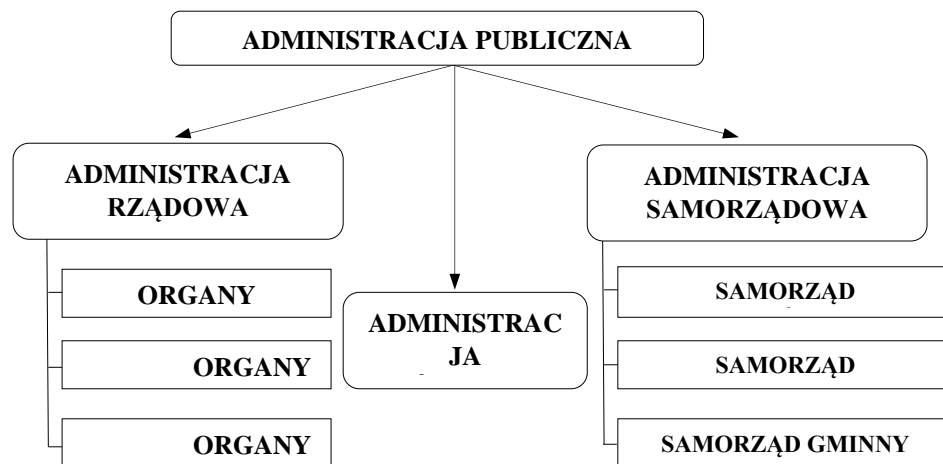 ADMINISTRACJA PUBLICZNA
ADMINISTRACJA
RZĄDOWA
ORGANY
ORGANY
ORGANY
ADMINISTRAC
JA
ADMINISTRACJA
SAMORZĄDOWA
SAMORZĄD
SAMORZĄD
SAMORZĄD GMINNY